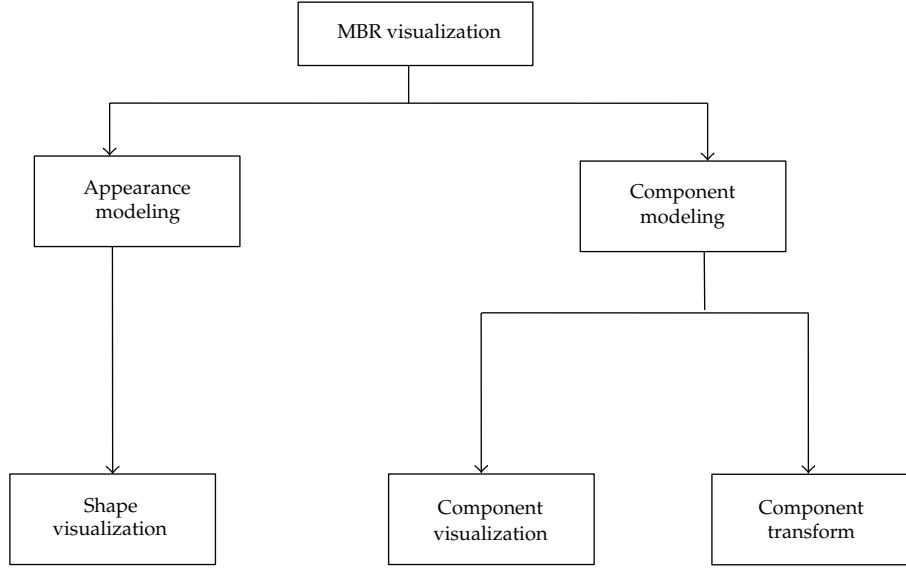 MBR visualization
Appearance
modeling
Component
modeling
Shape
visualization
Component
visualization
Component
transform